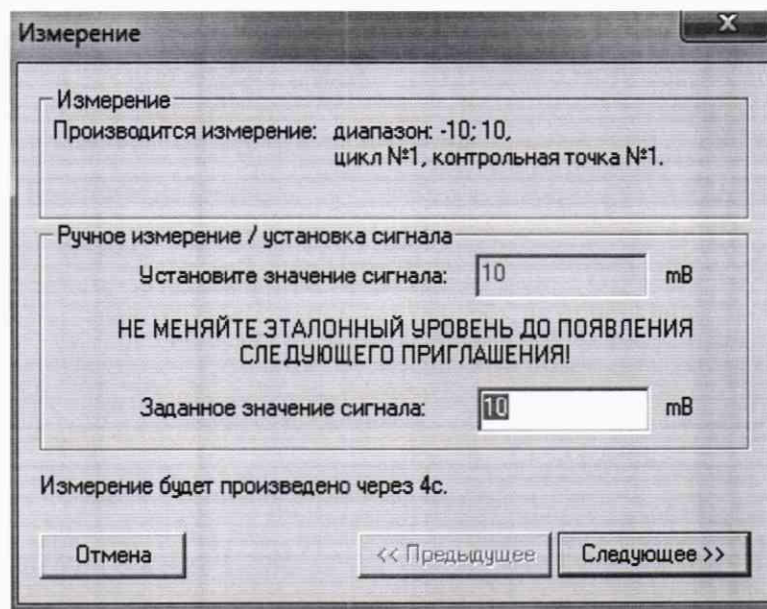 Измерение
Измерение
Производится измерение: диапазон: -10; 10,
цикл №1, контрольная точка №1.
Ручное измерение / установка сигнала
Установите значение сигнала: 10 mB
НЕ МЕНЯЙТЕ ЭТАЛОННЫЙ УРОВЕНЬ ДО ПОЯВЛЕНИЯ
СЛЕДУЮЩЕГО ПРИГЛАШЕНИЯ!
Заданное значение сигнала: 10 mB
Измерение будет произведено через 4с.
Отмена << Предыдущее Следующее >>